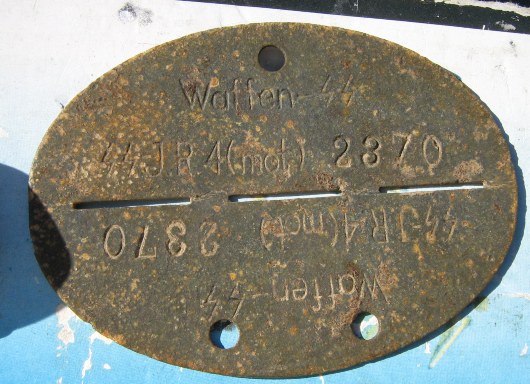 Waffen-ᛋᛋ
ᛋᛋ J R 4(mot.) 2370
ᛋᛋ-J.R.4(mot.) 2370
Waffen-ᛋᛋ